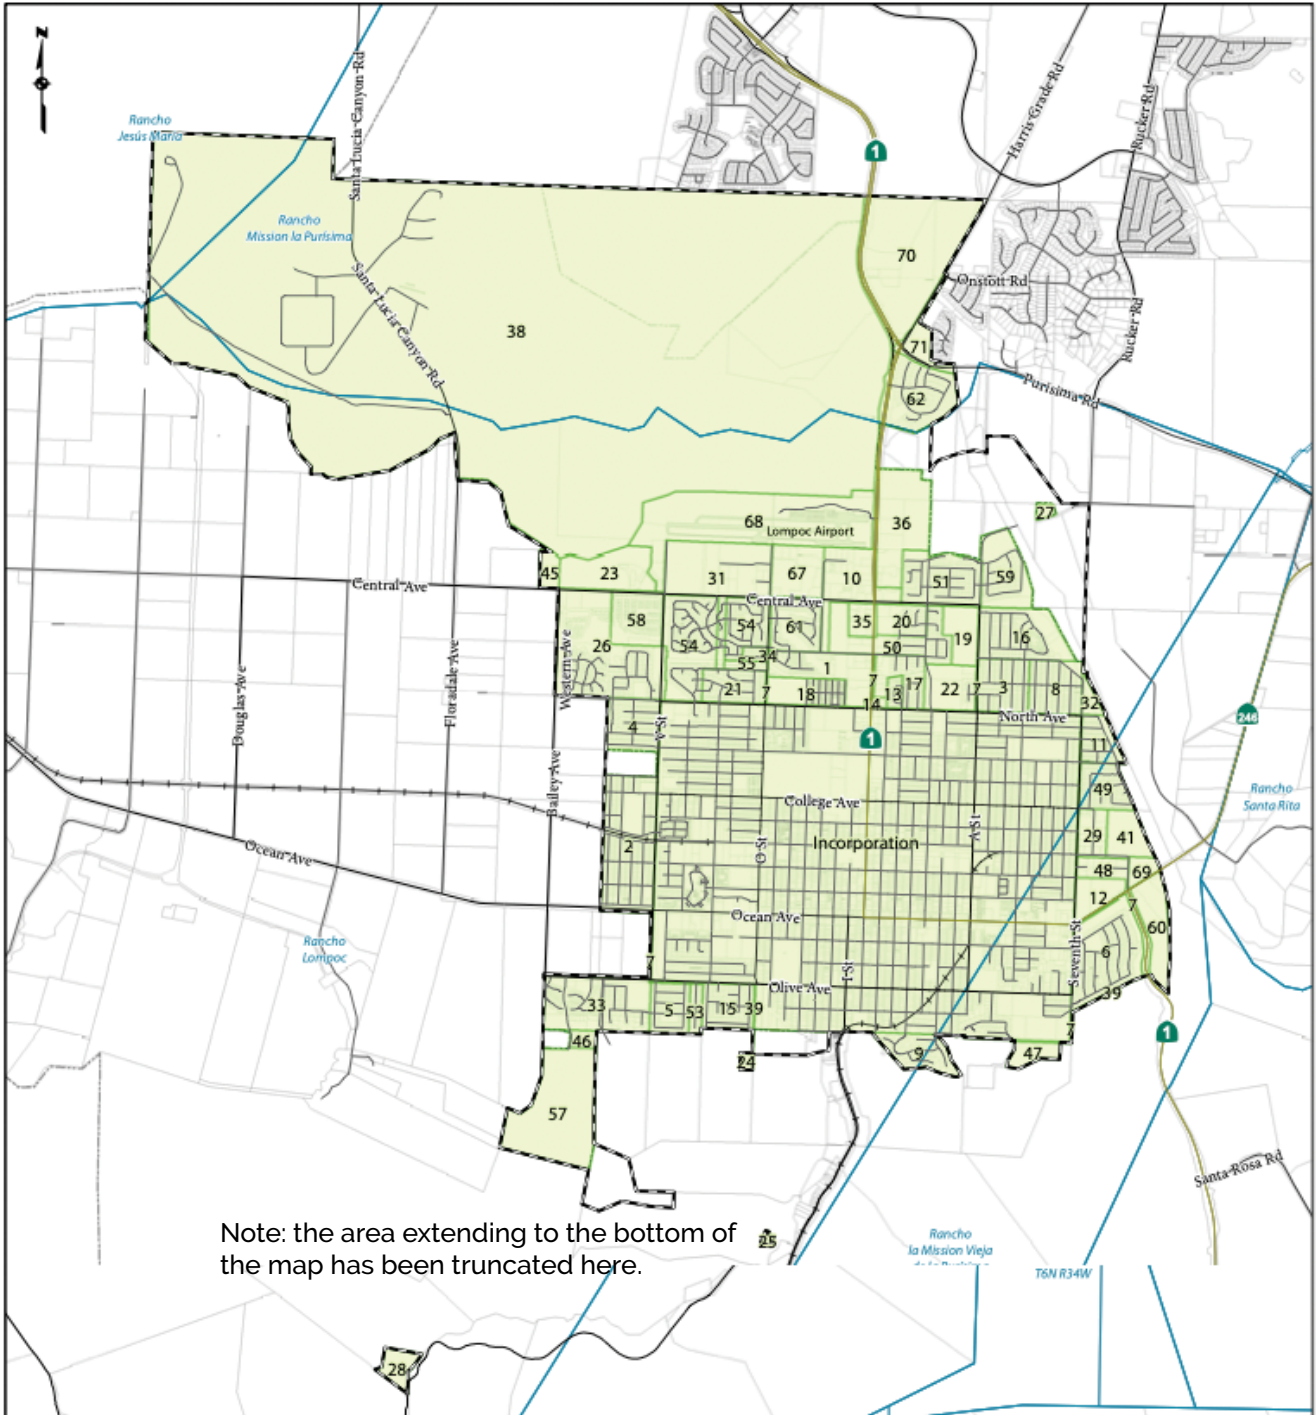 N
Rancho
Jesús María
Santa Lucia Canyon Rd
1
Harris Grade Rd
Rucker Rd
Rancho
Mission la Purísima
70
Onstott Rd
Santa Lucia Canyon Rd
38
71
Rucker Rd
62
Purisima Rd
68
Lompoc Airport
36
27
45
23
31
67
10
51
59
Central Ave
Central Ave
58
54
54
61
35
20
19
16
26
50
55
34
1
Western Ave
Floradale Ave
Douglas Ave
21
7
18
7
13
17
22
7
3
8
14
32
North Ave
4
V St
1
246
11
Bailey Ave
49
Rancho
Santa Rita
College Ave
A St
Incorporation
29
41
2
O St
Ocean Ave
48
69
12
7
Ocean Ave
60
Seventh St
6
Rancho
Lompoc
7
I St
Olive Ave
39
33
5
53
15
39
7
1
46
24
9
47
57
Santa Rosa Rd
Note: the area extending to the bottom of
the map has been truncated here.
25
Rancho
la Mission Vieja
T6N R34W
28